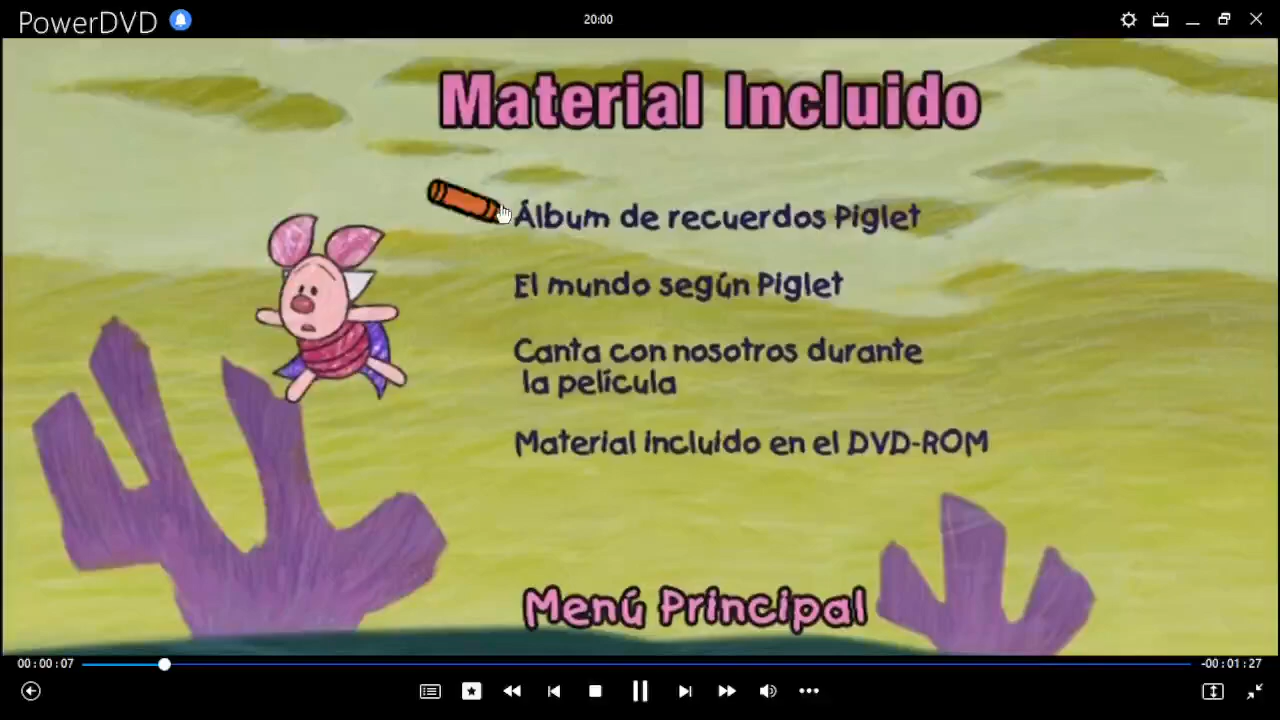 PowerDVD
20:00
Material Incluido
Álbum de recuerdos Piglet
El mundo según Piglet
Canta con nosotros durante
la película
Material incluido en el DVD-ROM
Menú Principal
00:00:07
-00:01:27